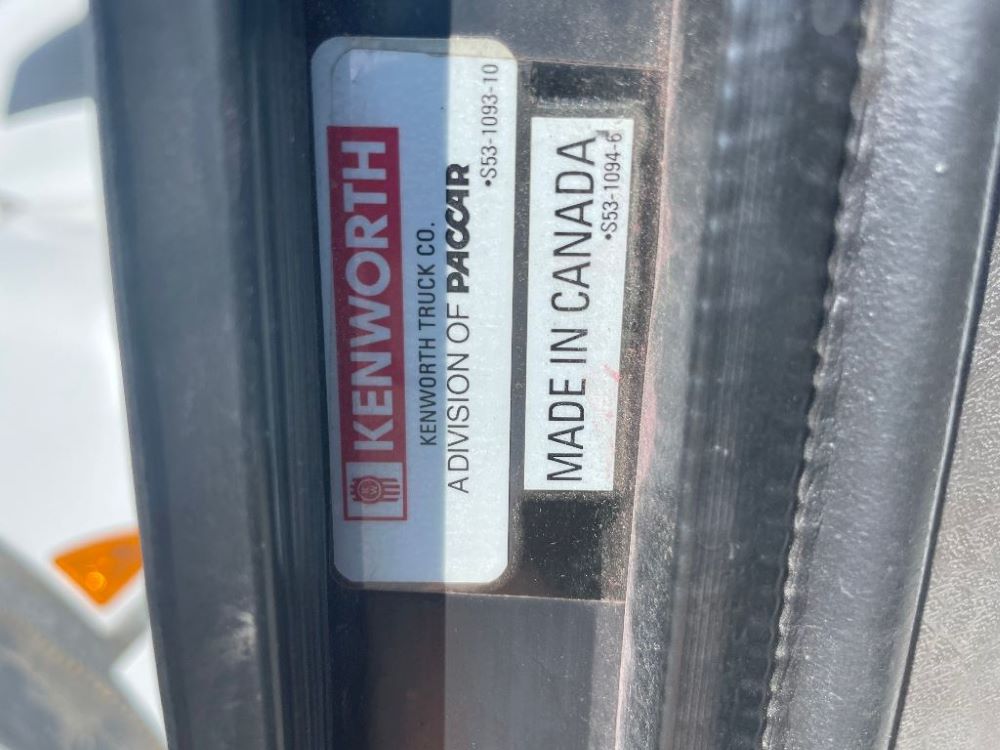 KENWORTH
KENWORTH TRUCK CO.
A DIVISION OF PACCAR
•S53-1093-10
MADE IN CANADA
•S53-1094-6